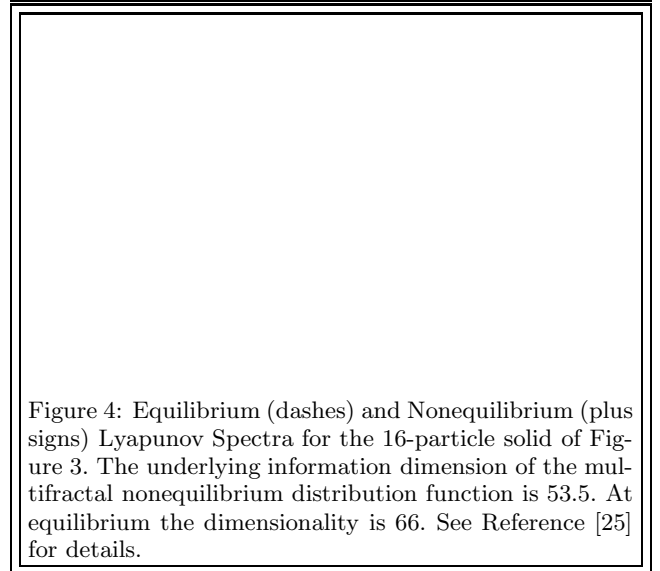 Figure 4: Equilibrium (dashes) and Nonequilibrium (plus
signs) Lyapunov Spectra for the 16-particle solid of Fig-
ure 3. The underlying information dimension of the mul-
tifractal nonequilibrium distribution function is 53.5. At
equilibrium the dimensionality is 66. See Reference [25]
for details.